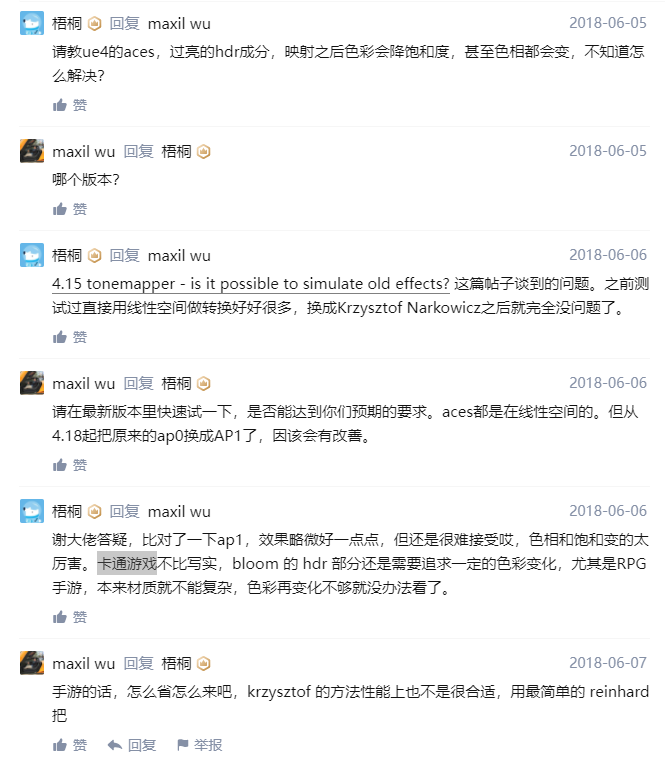 梧桐 回复 maxil wu 2018-06-05
请教ue4的aces，过亮的hdr成分，映射之后色彩会降饱和度，甚至色相都会变，不知道怎
么解决？
赞
maxil wu 回复 梧桐 2018-06-05
哪个版本？
赞
梧桐 回复 maxil wu 2018-06-06
4.15 tonemapper - is it possible to simulate old effects? 这篇帖子谈到的问题。之前测
试过直接用线性空间做转换好好很多，换成Krzysztof Narkowicz之后就完全没问题了。
赞
maxil wu 回复 梧桐 2018-06-06
请在最新版本里快速试一下，是否能达到你们预期的要求。aces都是在线性空间的。但从
4.18起把原来的ap0换成AP1了，因该会有改善。
赞
梧桐 回复 maxil wu 2018-06-06
谢大佬答疑，比对了一下ap1，效果略微好一点点，但还是很难接受哎，色相和饱和变的太
厉害。卡通游戏不比写实，bloom 的 hdr 部分还是需要追求一定的色彩变化，尤其是RPG
手游，本来材质就不能复杂，色彩再变化不够就没办法看了。
赞
maxil wu 回复 梧桐 2018-06-07
手游的话，怎么省怎么来吧，krzysztof 的方法性能上也不是很合适，用最简单的 reinhard
把
赞 回复 举报